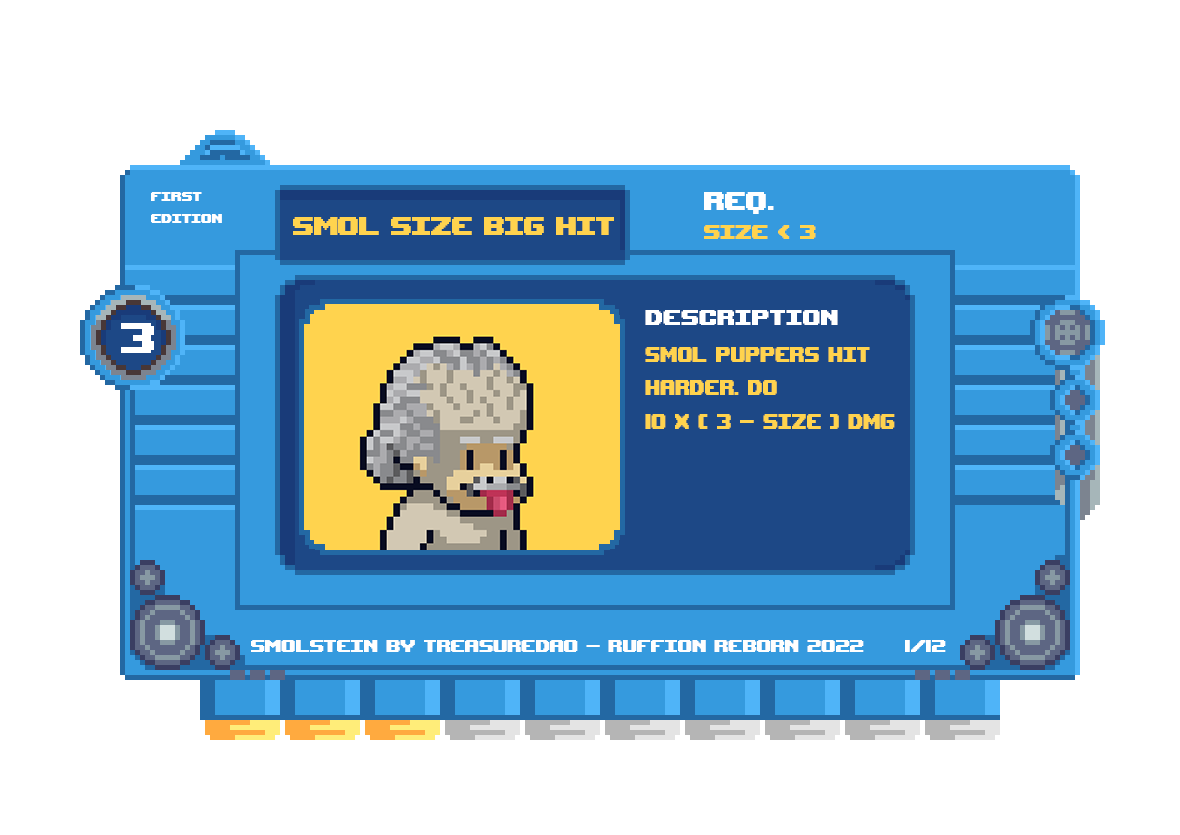 FIRST
EDITION
SMOL SIZE BIG HIT
REQ.
SIZE < 3
3
DESCRIPTION
SMOL PUPPERS HIT
HARDER. DO
10 X ( 3 - SIZE ) DMG
SMOLSTEIN BY TREASUREDAO - RUFFION REBORN 2022
1/12